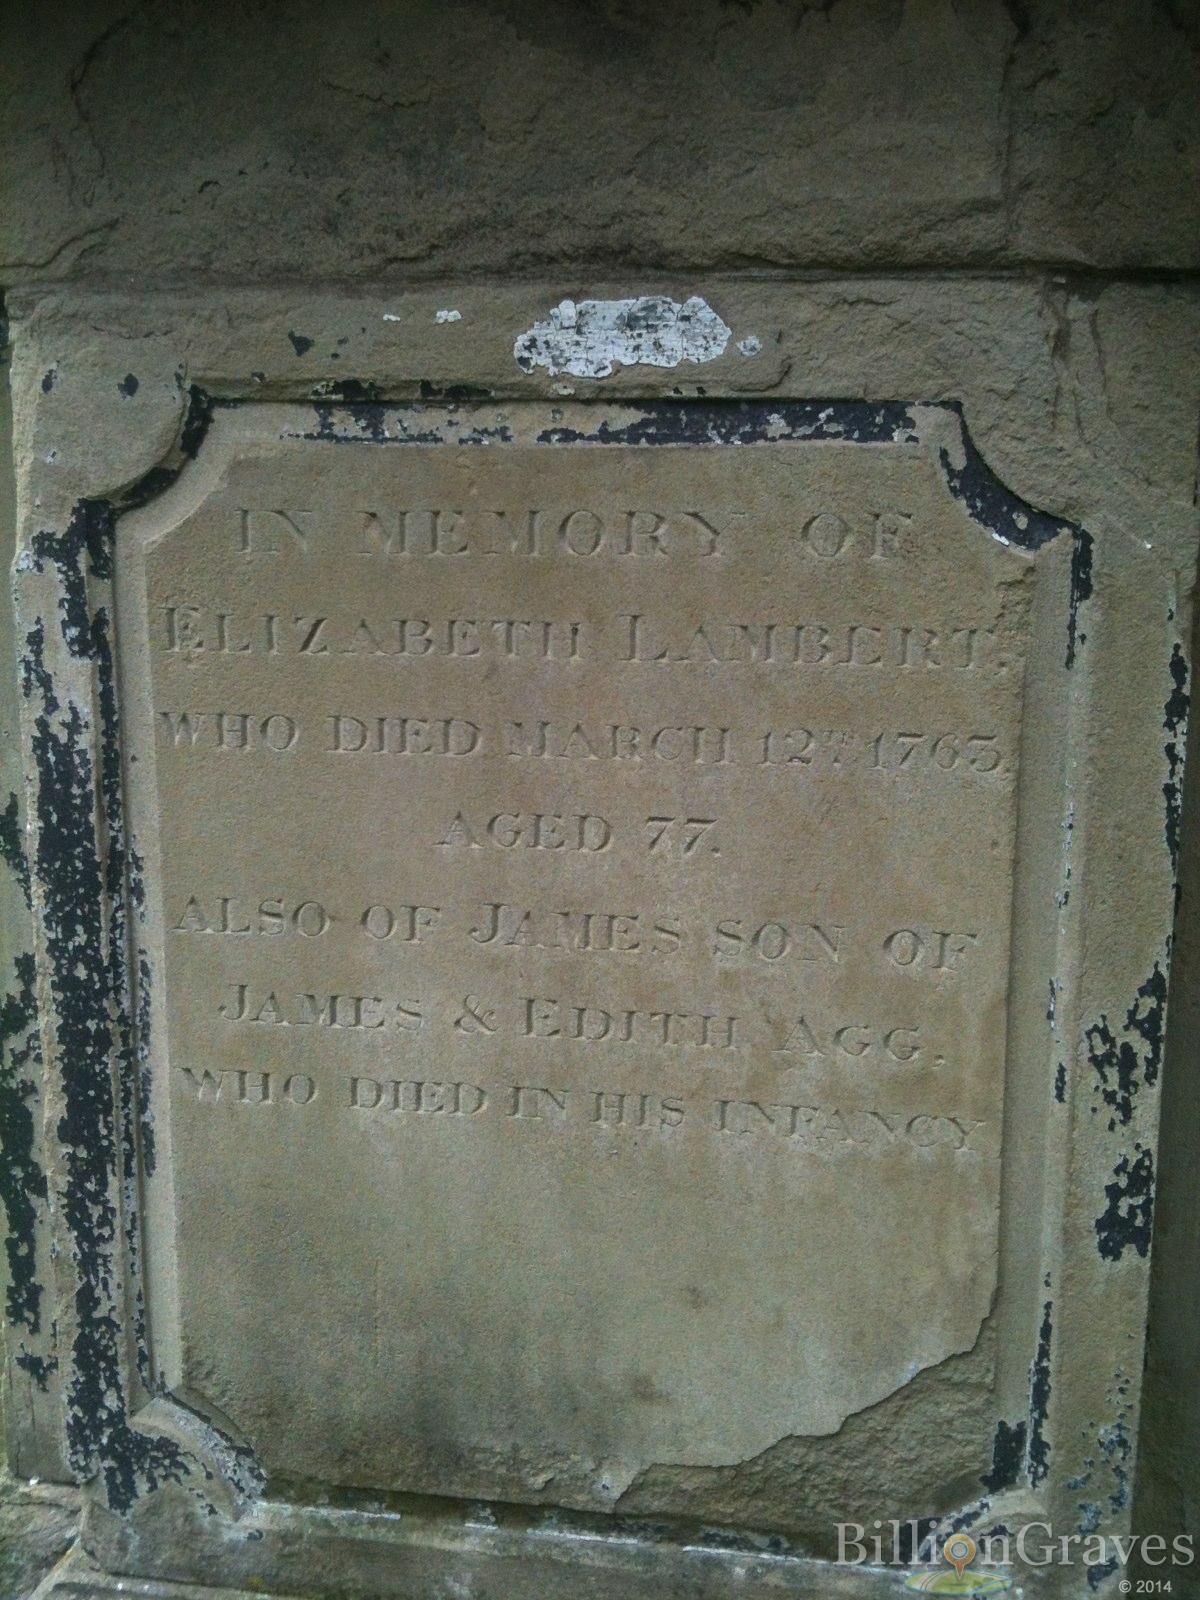 IN MEMORY OF
ELIZABETH LAMBERT,
WHO DIED MARCH 12TH 1763,
AGED 77.
ALSO OF JAMES SON OF
JAMES & EDITH AGG,
WHO DIED IN HIS INFANCY
BillionGraves
© 2014